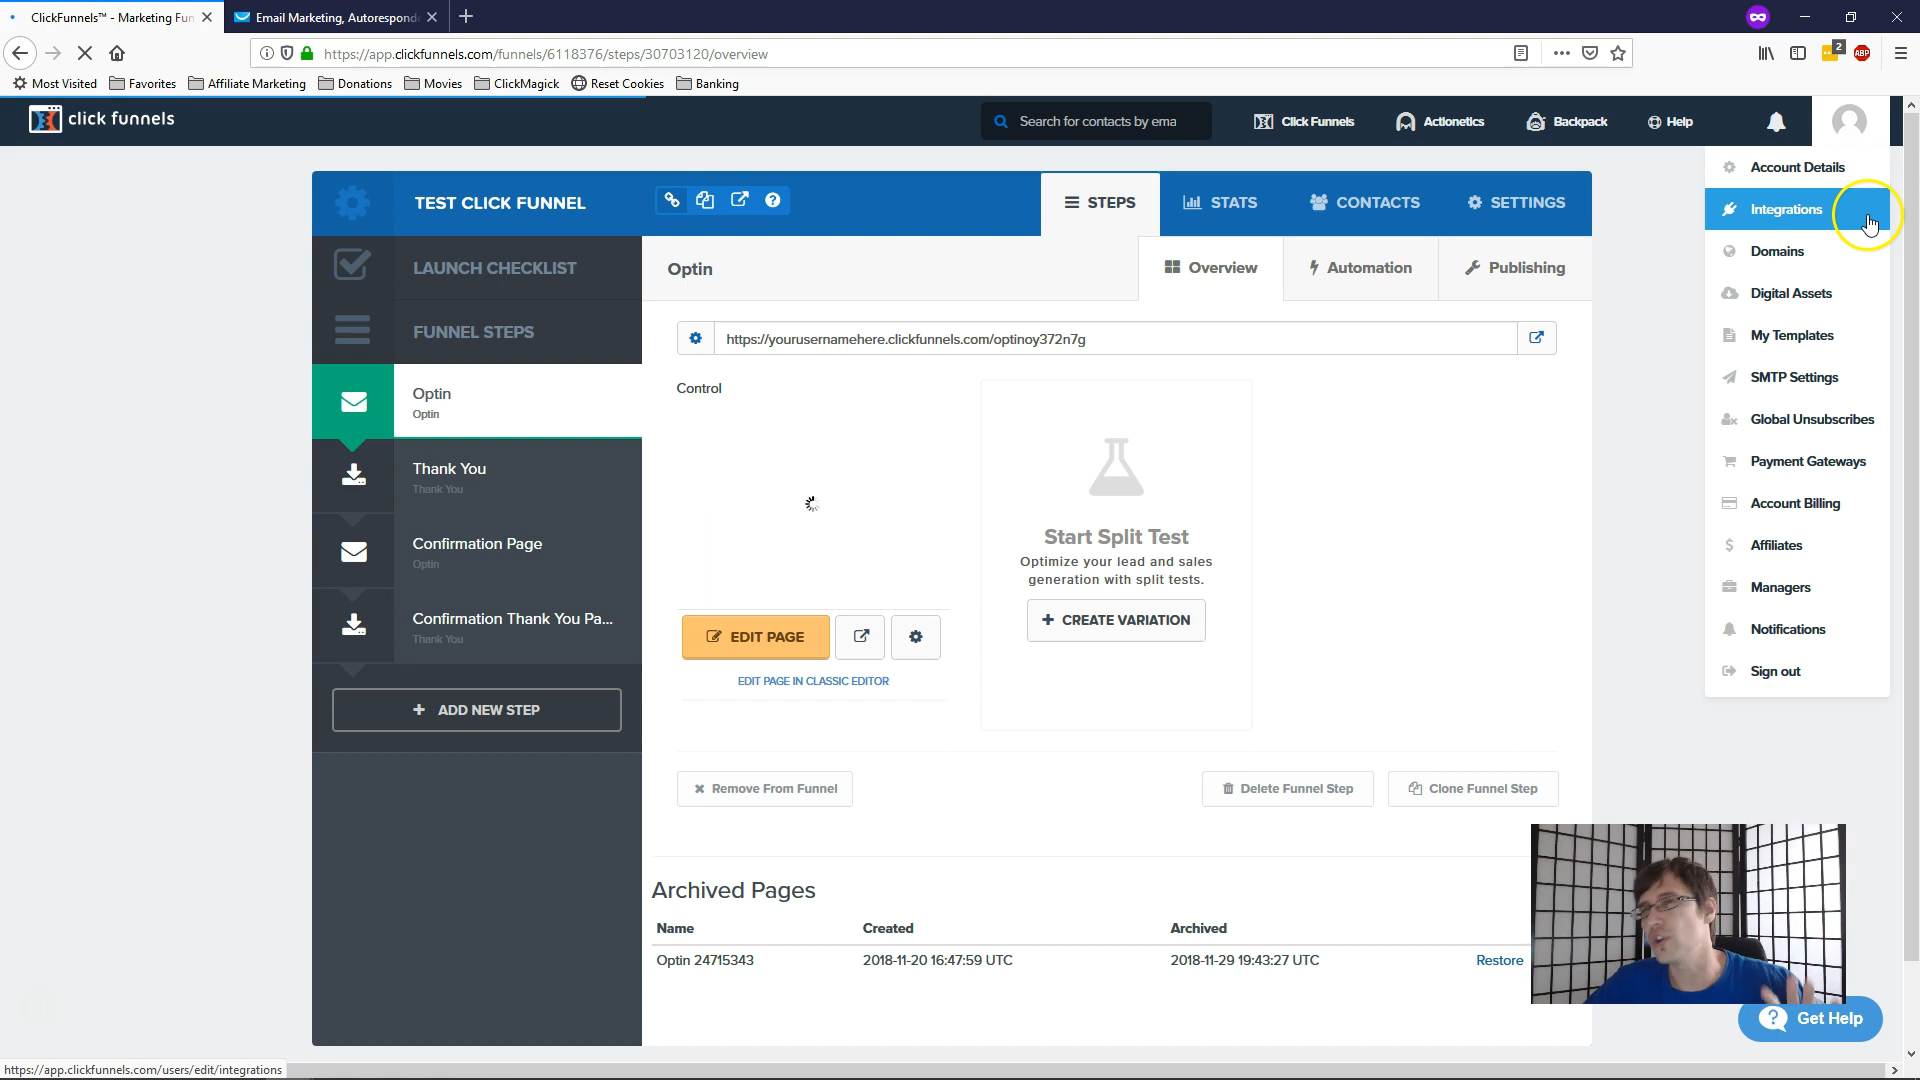 ClickFunnels™ - Marketing Fun
Email Marketing, Autoresponde
https://app.clickfunnels.com/funnels/6118376/steps/30703120/overview
2
ABP
Most Visited
Favorites
Affiliate Marketing
Donations
Movies
ClickMagick
Reset Cookies
Banking
click funnels
Search for contacts by ema
ClickFunnels
Actionetics
Backpack
Help
TEST CLICK FUNNEL
STEPS
STATS
CONTACTS
SETTINGS
LAUNCH CHECKLIST
FUNNEL STEPS
Optin
Optin
Thank You
Thank You
Confirmation Page
Optin
Confirmation Thank You Pa...
Thank You
+ ADD NEW STEP
Optin
Overview
Automation
Publishing
https://yourusernamehere.clickfunnels.com/optinoy372n7g
Control
EDIT PAGE
EDIT PAGE IN CLASSIC EDITOR
Start Split Test
Optimize your lead and sales
generation with split tests.
+ CREATE VARIATION
Remove From Funnel
Delete Funnel Step
Clone Funnel Step
Archived Pages
Name Created Archived
Optin 24715343 2018-11-20 16:47:59 UTC 2018-11-29 19:43:27 UTC Restore
Account Details
Integrations
Domains
Digital Assets
My Templates
SMTP Settings
Global Unsubscribes
Payment Gateways
Account Billing
Affiliates
Managers
Notifications
Sign out
Get Help
https://app.clickfunnels.com/users/edit/integrations